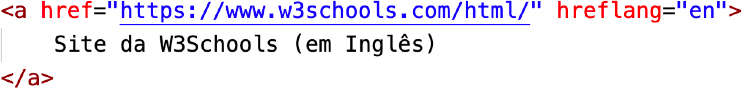 <a href="https://www.w3schools.com/html/" hreflang="en">
Site da W3Schools (em Inglês)
</a>